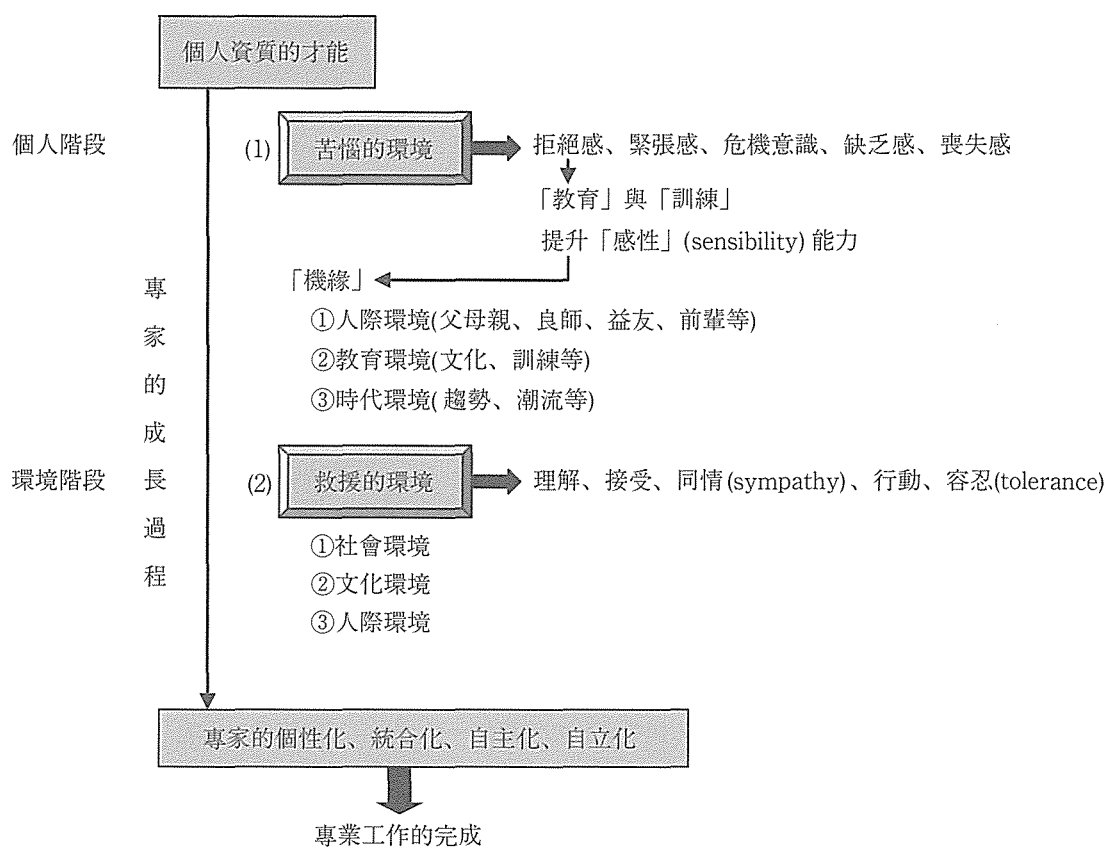 個人資質的才能
個人階段
(1) 苦惱的環境
拒絕感、緊張感、危機意識、缺乏感、喪失感
「教育」與「訓練」
提升「感性」(sensibility) 能力
「機緣」
①人際環境(父母親、良師、益友、前輩等)
②教育環境(文化、訓練等)
③時代環境( 趨勢、潮流等)
專家的成長過程
環境階段
(2) 救援的環境
理解、接受、同情(sympathy)、行動、容忍(tolerance)
①社會環境
②文化環境
③人際環境
專家的個性化、統合化、自主化、自立化
專業工作的完成